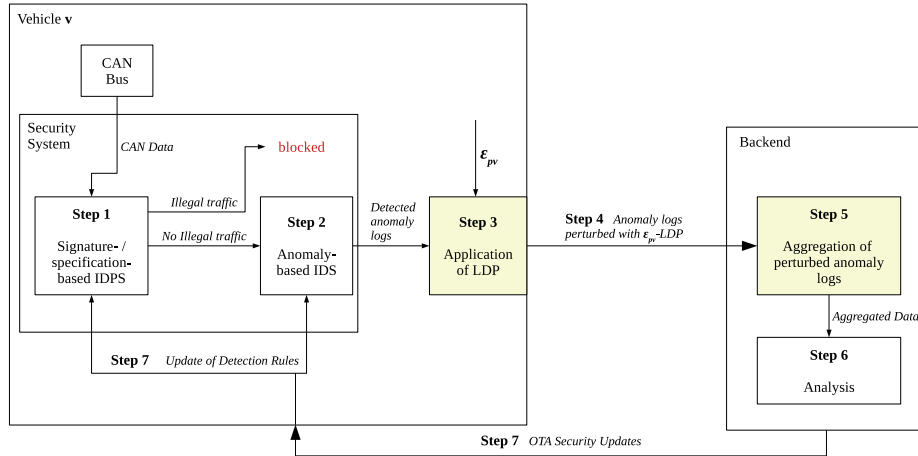 Vehicle v
CAN
Bus
Security
System
CAN Data
blocked
ε_pv
Backend
Step 1
Signature- /
specification-
based IDPS
Illegal traffic
No Illegal traffic
Step 2
Anomaly-
based IDS
Detected
anomaly
logs
Step 3
Application
of LDP
Step 4 Anomaly logs
perturbed with ε_pv-LDP
Step 5
Aggregation of
perturbed anomaly
logs
Aggregated Data
Step 6
Analysis
Step 7 Update of Detection Rules
Step 7 OTA Security Updates